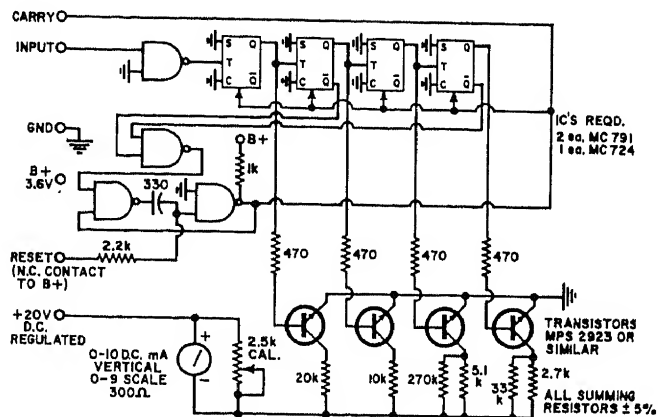 CARRY
INPUT
S Q
T
C Q̄
S Q
T
C Q̄
S Q
T
C Q̄
S Q
T
C Q̄
GND
B+
3.6V
330
B+
1k
IC'S REQD.
2 ea. MC 791
1 ea. MC 724
RESET
(N.C. CONTACT
TO B+)
2.2k
470
470
470
470
+20V
D.C.
REGULATED
+
-
0-10 D.C. mA
VERTICAL
0-9 SCALE
300Ω
2.5k
CAL.
20k
10k
270k
5.1
k
33
k
2.7k
TRANSISTORS
MPS 2923 OR
SIMILAR
ALL SUMMING
RESISTORS ±5%